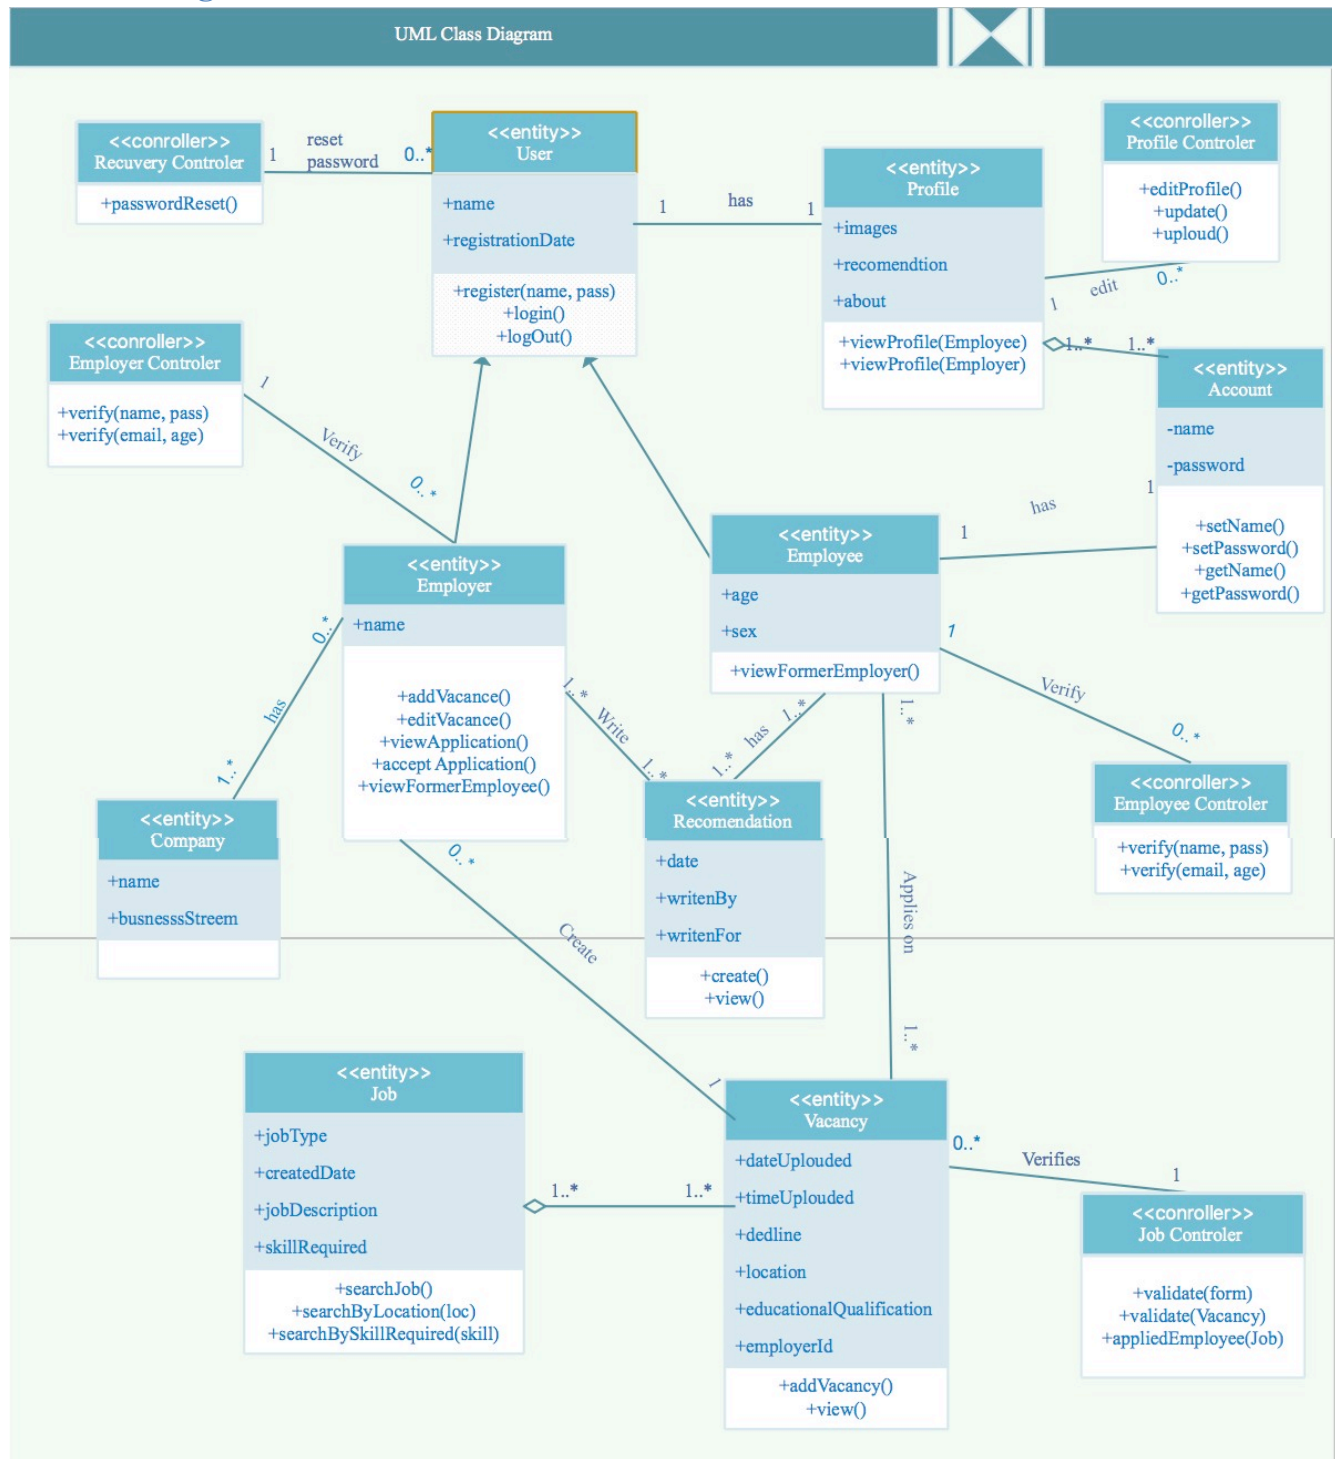 UML Class Diagram
<<conroller>>
Recuvery Controler
+passwordReset()
1
reset
password
0..*
<<entity>>
User
+name
+registrationDate
+register(name, pass)
+login()
+logOut()
1
has
1
<<entity>>
Profile
+images
+recomendtion
+about
+viewProfile(Employee)
+viewProfile(Employer)
<<conroller>>
Profile Controler
+editProfile()
+update()
+uploud()
1
edit
0..*
1..*
1..*
<<entity>>
Account
-name
-password
+setName()
+setPassword()
+getName()
+getPassword()
<<conroller>>
Employer Controler
+verify(name, pass)
+verify(email, age)
1
Verify
0..*
<<entity>>
Employer
+name
+addVacance()
+editVacance()
+viewApplication()
+accept Application()
+viewFormerEmployee()
<<entity>>
Employee
+age
+sex
+viewFormerEmployer()
1
has
1
1
Verify
0..*
<<conroller>>
Employee Controler
+verify(name, pass)
+verify(email, age)
0..*
has
1..*
<<entity>>
Company
+name
+busnesssStreem
1..*
Write
1..*
1..*
has
1..*
<<entity>>
Recomendation
+date
+writenBy
+writenFor
+create()
+view()
1..*
Applies on
1..*
0..*
Create
1
<<entity>>
Job
+jobType
+createdDate
+jobDescription
+skillRequired
+searchJob()
+searchByLocation(loc)
+searchBySkillRequired(skill)
1..*
1..*
<<entity>>
Vacancy
+dateUplouded
+timeUplouded
+dedline
+location
+educationalQualification
+employerId
+addVacancy()
+view()
0..*
Verifies
1
<<conroller>>
Job Controler
+validate(form)
+validate(Vacancy)
+appliedEmployee(Job)